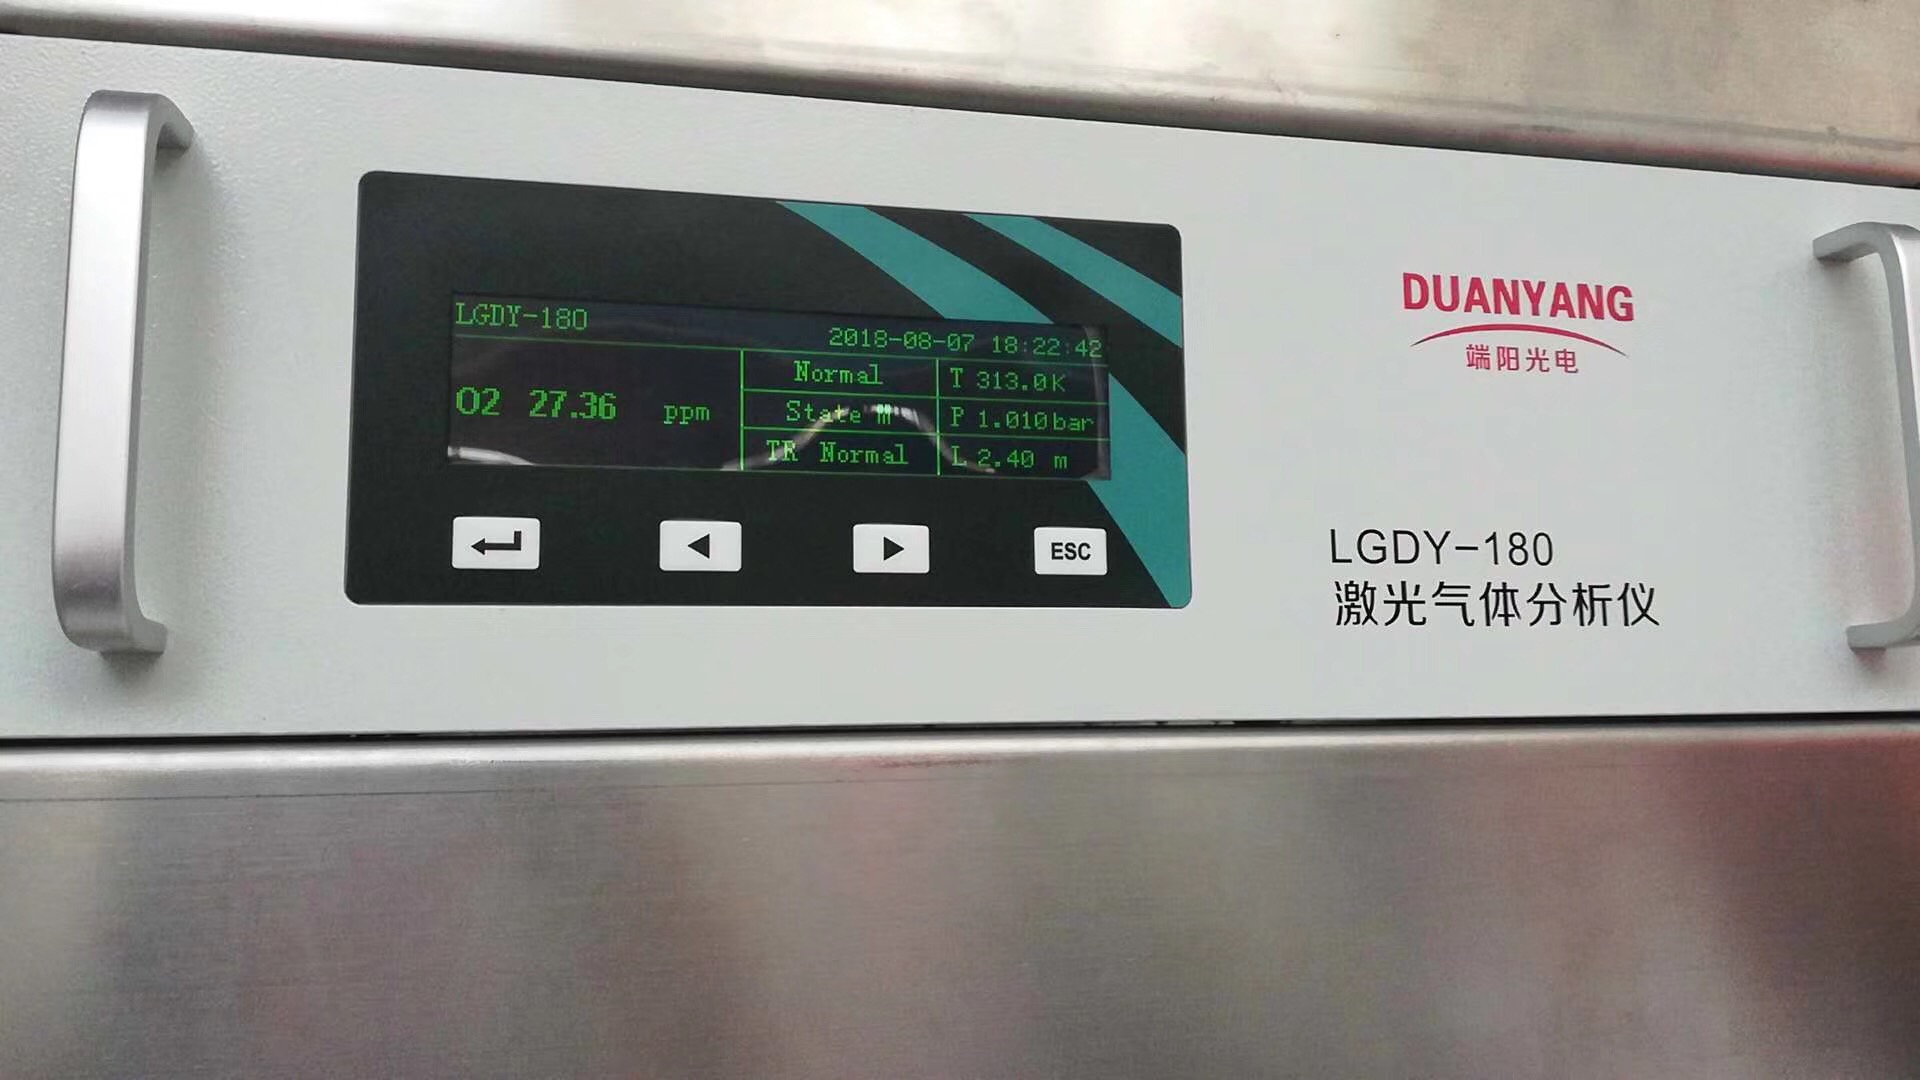 LGDY-180
2018-08-07 18:22:42
O2 27.36 ppm
Normal
State m
TR Normal
T 313.0K
P 1.010bar
L 2.40 m
ESC
DUANYANG
端阳光电
LGDY-180
激光气体分析仪